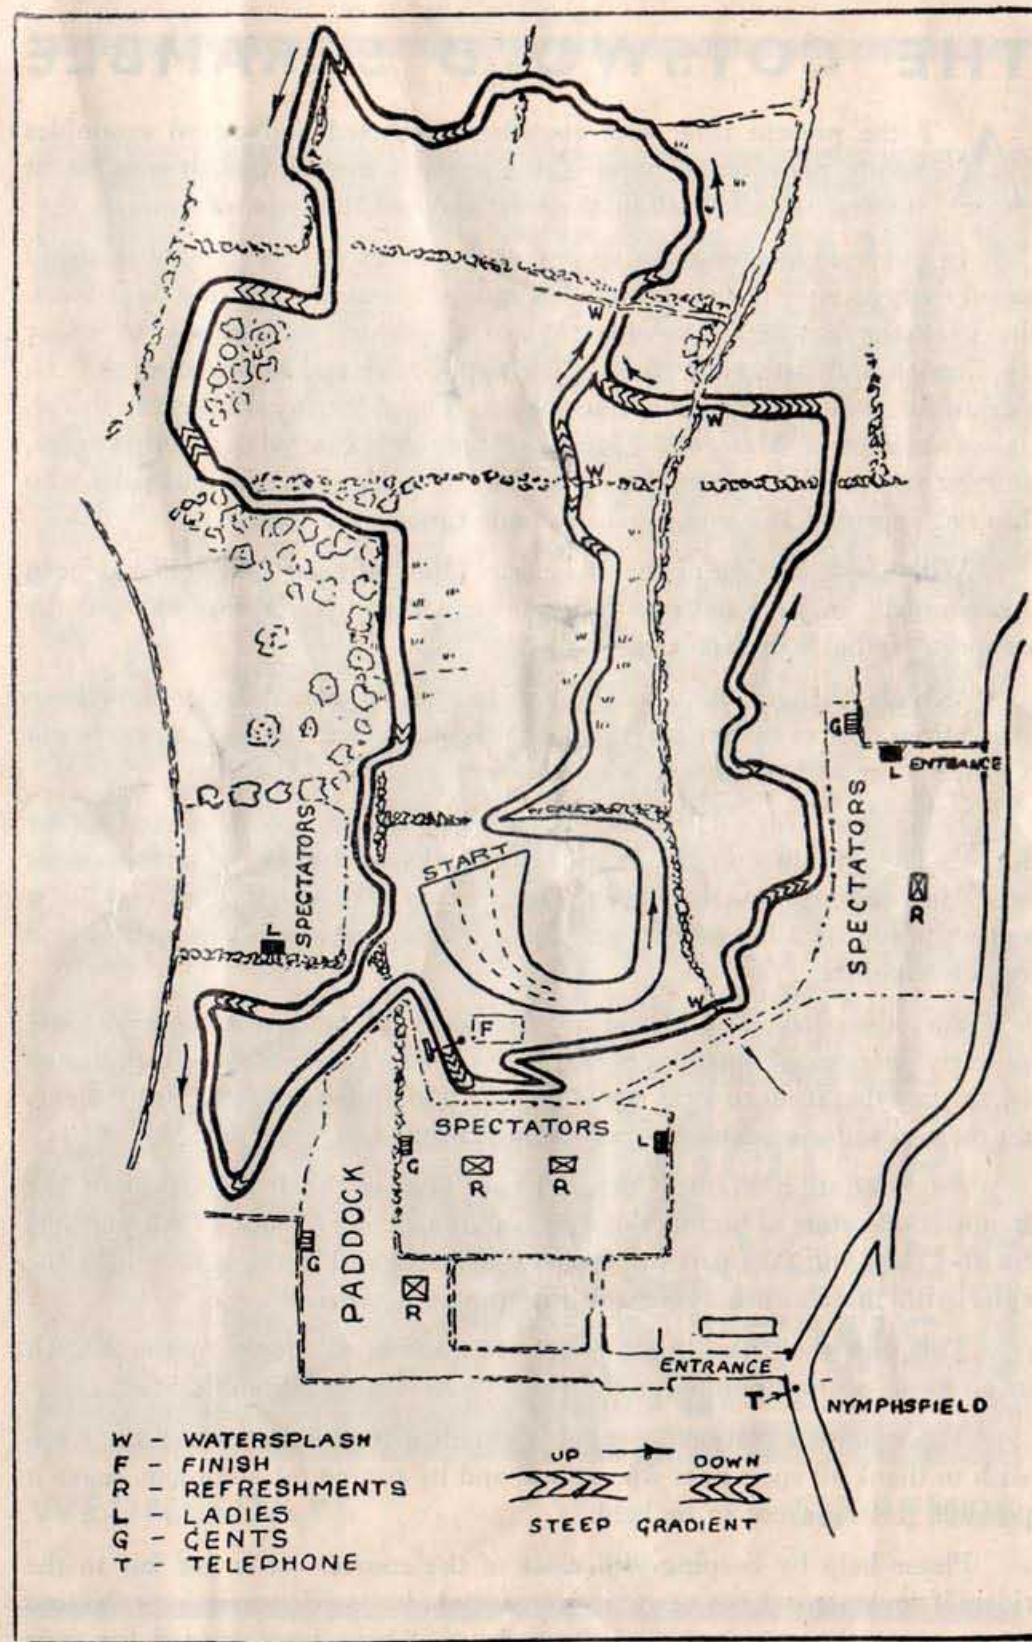 W
W
W
G
L
ENTRANCE
SPECTATORS
R
START
SPECTATORS
L
W
F
SPECTATORS
L
G
R
R
PADDOCK
G
R
ENTRANCE
T
NYMPHSFIELD
W - WATERSPLASH
F - FINISH
R - REFRESHMENTS
L - LADIES
G - GENTS
T - TELEPHONE
UP DOWN
STEEP GRADIENT